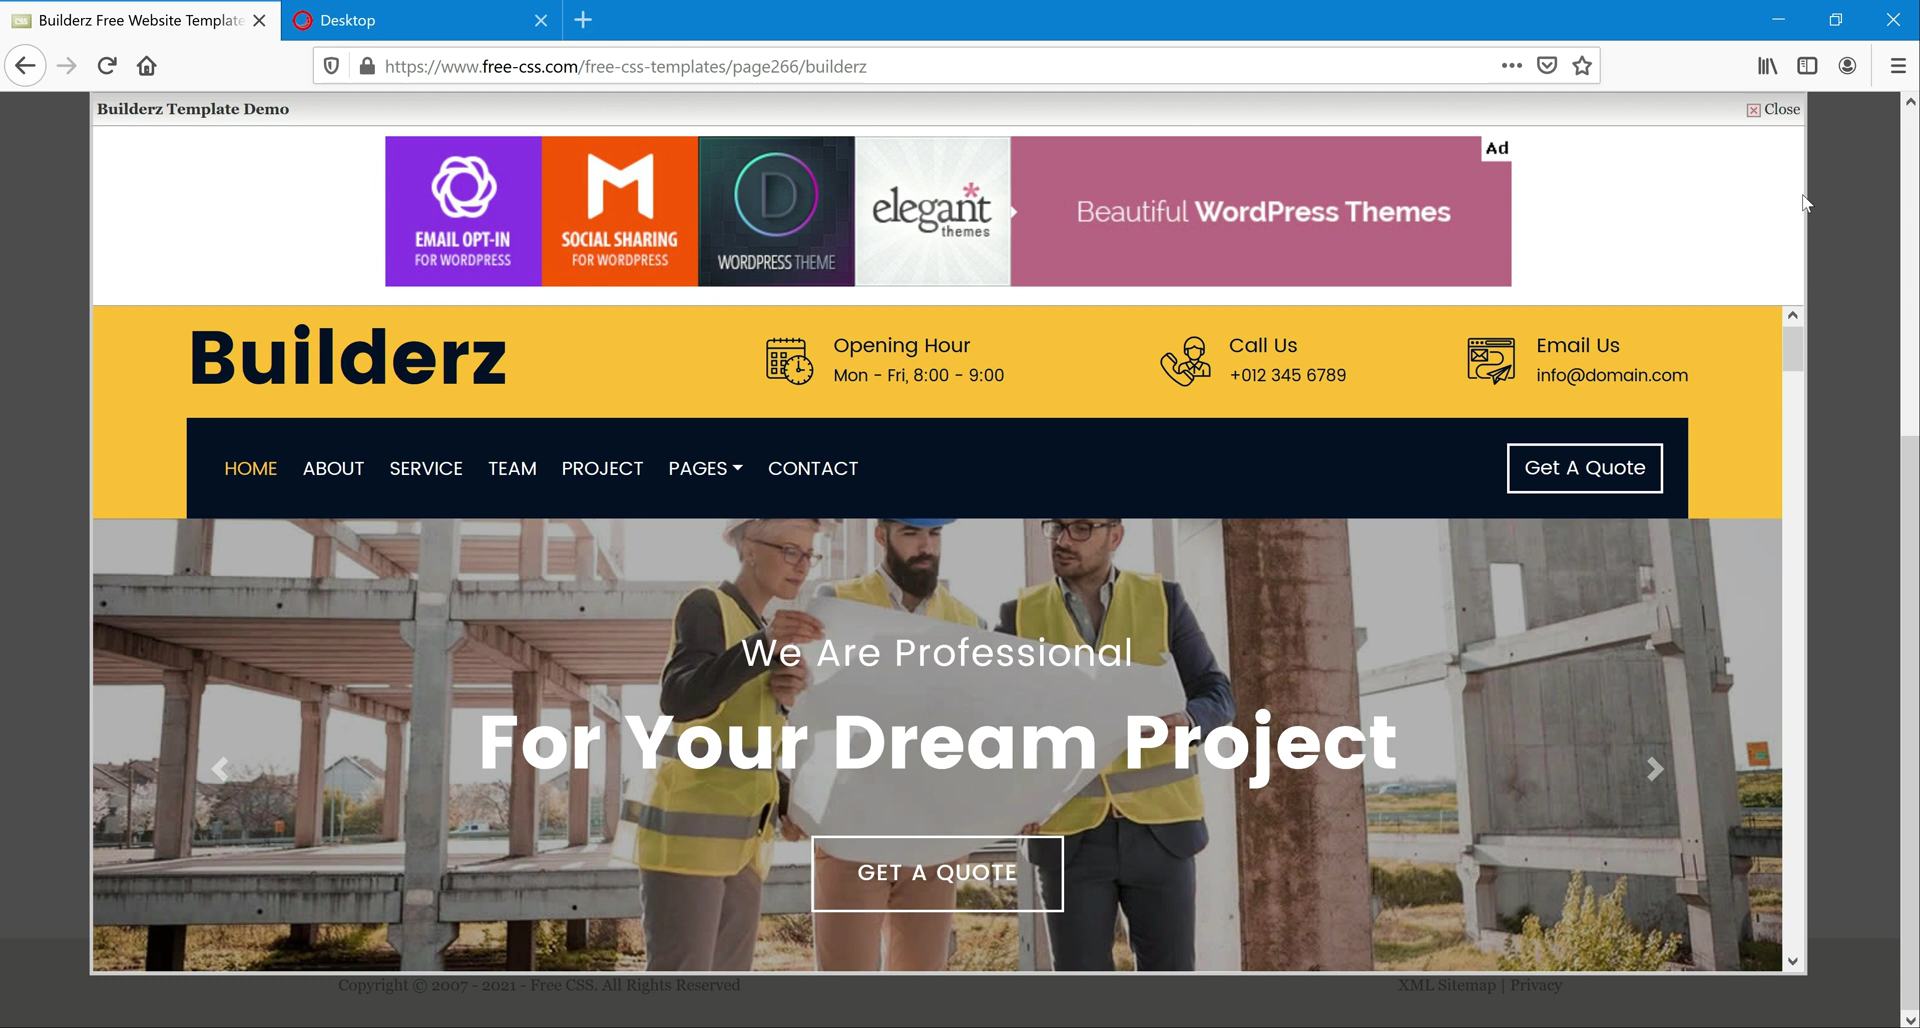 Builderz Free Website Template
Desktop
https://www.free-css.com/free-css-templates/page266/builderz
Builderz Template Demo
Close
EMAIL OPT-IN
FOR WORDPRESS
SOCIAL SHARING
FOR WORDPRESS
D
WORDPRESS THEME
elegant
themes
Beautiful WordPress Themes
Ad
Builderz
Opening Hour
Mon - Fri, 8:00 - 9:00
Call Us
+012 345 6789
Email Us
info@domain.com
HOME ABOUT SERVICE TEAM PROJECT PAGES CONTACT
Get A Quote
We Are Professional
For Your Dream Project
GET A QUOTE
Copyright © 2007 - 2021 - Free CSS. All Rights Reserved
XML Sitemap | Privacy